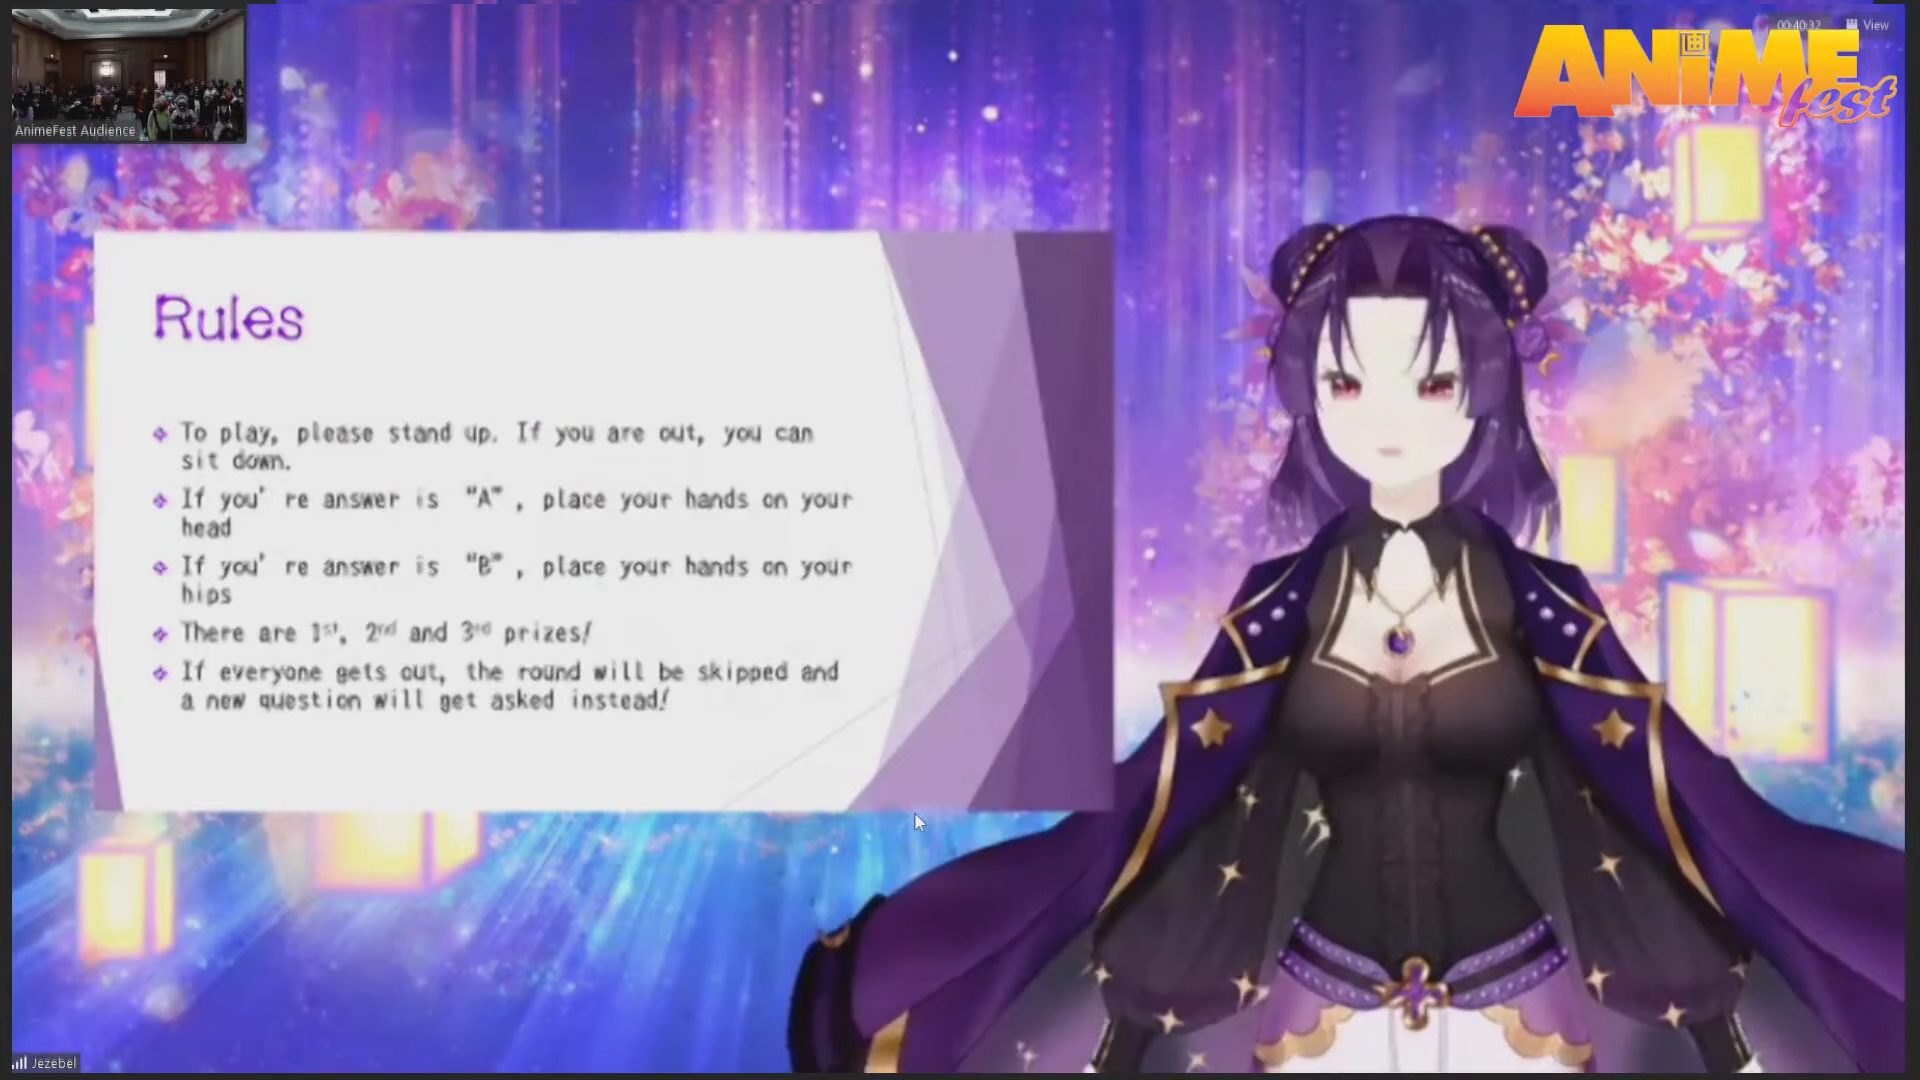 00:40:32 View
ANiME
画
fest
AnimeFest Audience
Rules
To play, please stand up. If you are out, you can
sit down.
If you're answer is "A", place your hands on your
head
If you're answer is "B", place your hands on your
hips
There are 1st, 2nd and 3rd prizes!
If everyone gets out, the round will be skipped and
a new question will get asked instead!
Jezebel